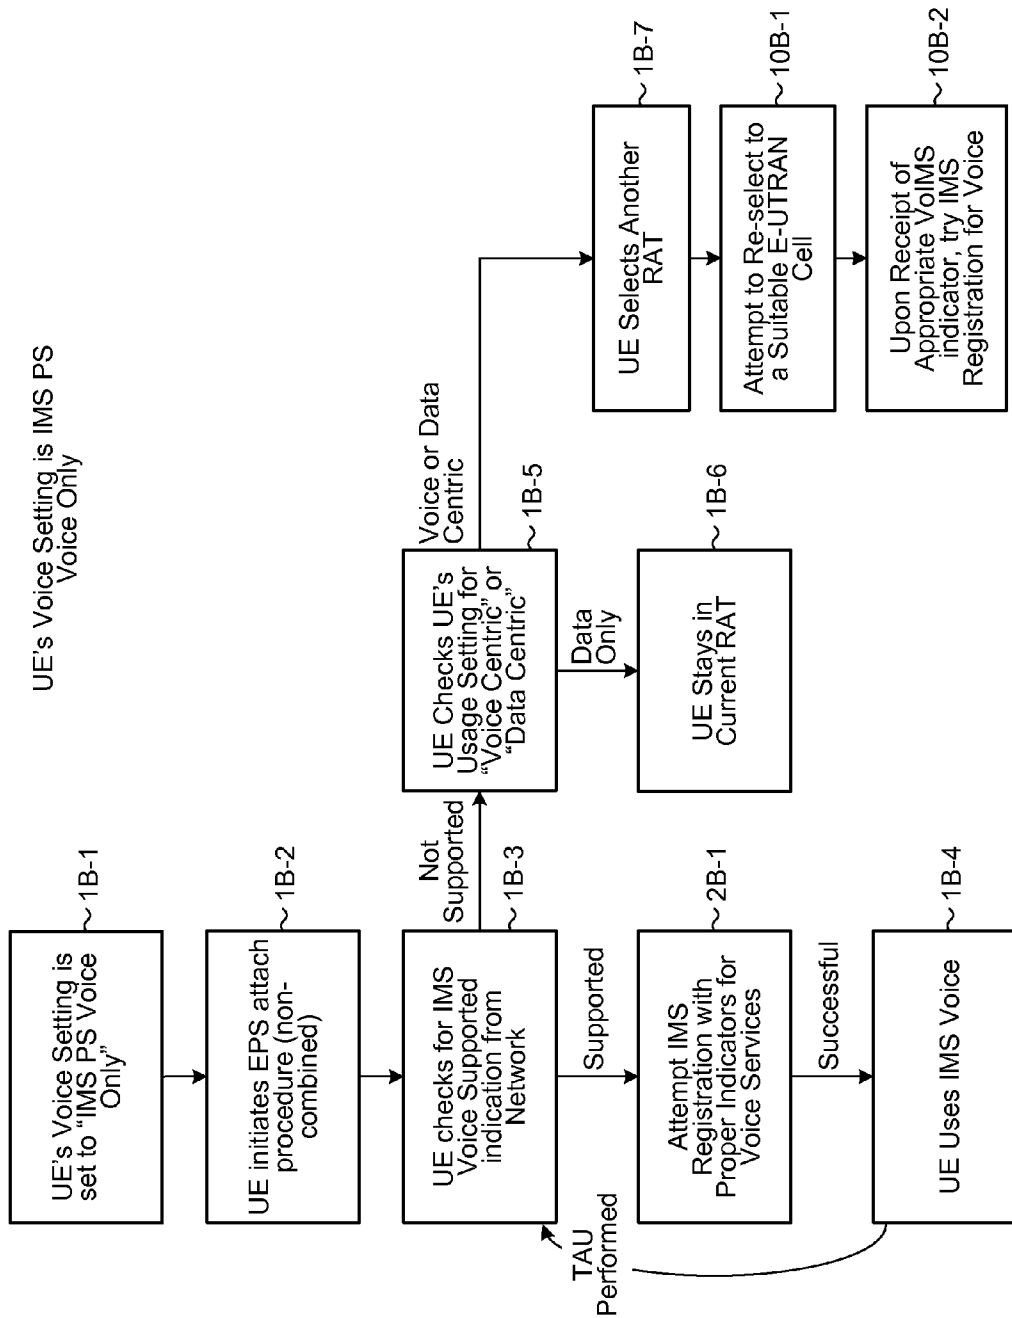 UE's Voice Setting is IMS PS
Voice Only
UE's Voice Setting is
set to “IMS PS Voice
Only”
1B-1
UE initiates EPS attach
procedure (non-
combined)
1B-2
UE checks for IMS
Voice Supported
indication from
Network
1B-3
Not
Supported
Supported
UE Checks UE's
Usage Setting for
“Voice Centric” or
“Data Centric”
1B-5
Voice or Data
Centric
Data
Only
UE Stays in
Current RAT
1B-6
UE Selects Another
RAT
1B-7
Attempt to Re-select to
a Suitable E-UTRAN
Cell
10B-1
Upon Receipt of
Appropriate VoIMS
indicator, try IMS
Registration for Voice
10B-2
Attempt IMS
Registration with
Proper Indicators for
Voice Services
2B-1
Successful
UE Uses IMS Voice
1B-4
TAU
Performed